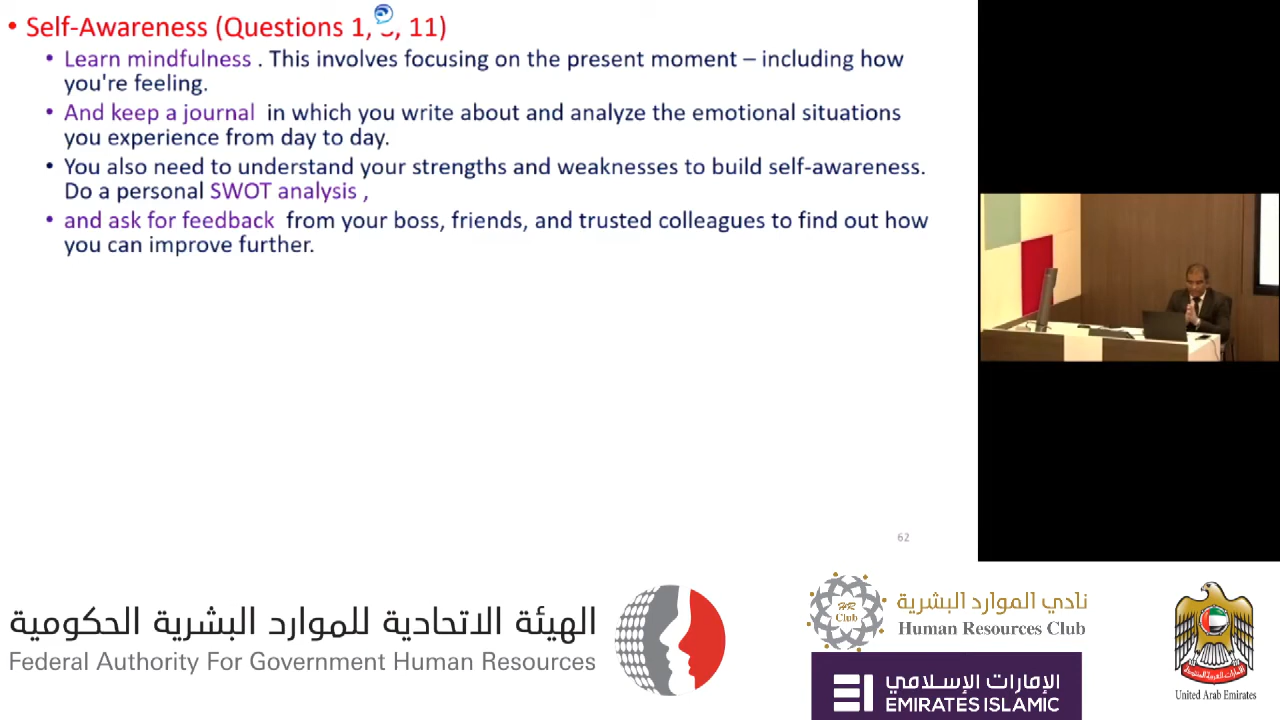 • Self-Awareness (Questions 1, , 11)
• Learn mindfulness . This involves focusing on the present moment – including how
you're feeling.
• And keep a journal in which you write about and analyze the emotional situations
you experience from day to day.
• You also need to understand your strengths and weaknesses to build self-awareness.
Do a personal SWOT analysis ,
• and ask for feedback from your boss, friends, and trusted colleagues to find out how
you can improve further.
62
الهيئة الاتحادية للموارد البشرية الحكومية
Federal Authority For Government Human Resources
HR
Club
نادي الموارد البشرية
Human Resources Club
الإمارات الإسلامي
EMIRATES ISLAMIC
United Arab Emirates